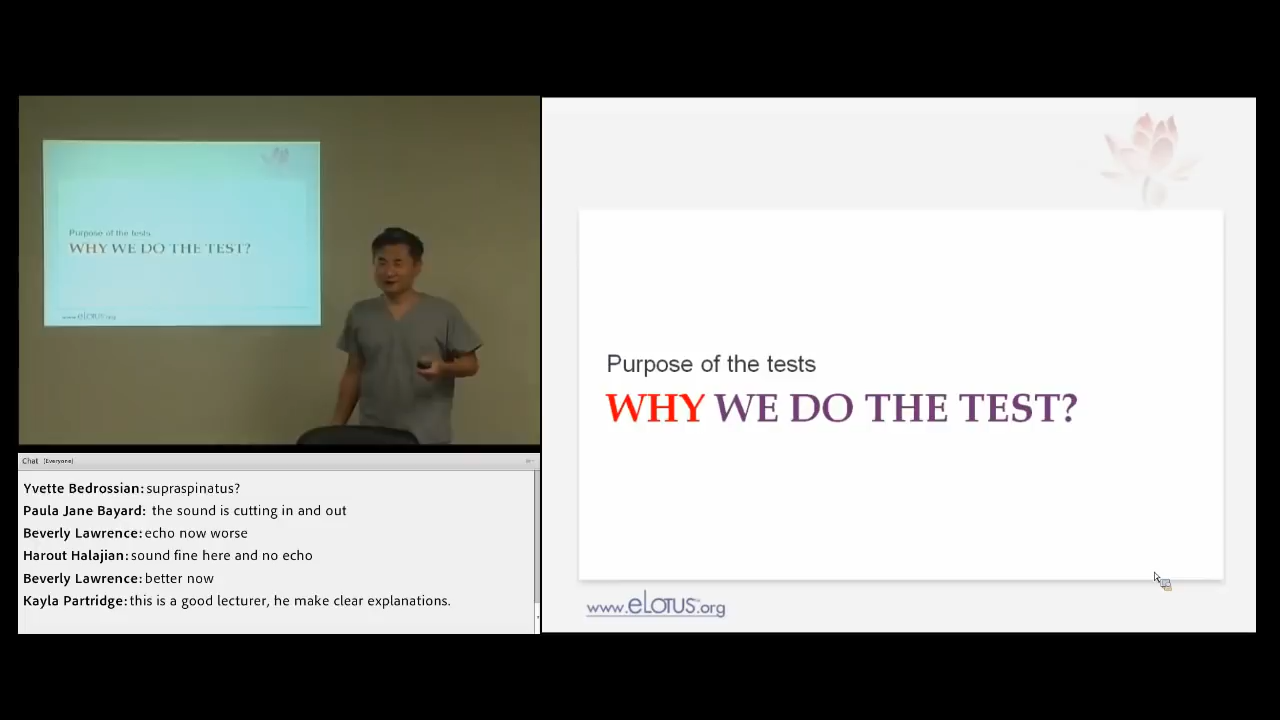 Purpose of the tests
WHY WE DO THE TEST?
www.eLOTUS.org
Chat (Everyone)
Yvette Bedrossian: supraspinatus?
Paula Jane Bayard: the sound is cutting in and out
Beverly Lawrence: echo now worse
Harout Halajian: sound fine here and no echo
Beverly Lawrence: better now
Kayla Partridge: this is a good lecturer, he make clear explanations.
Purpose of the tests
WHY WE DO THE TEST?
www.eLOTUS.org